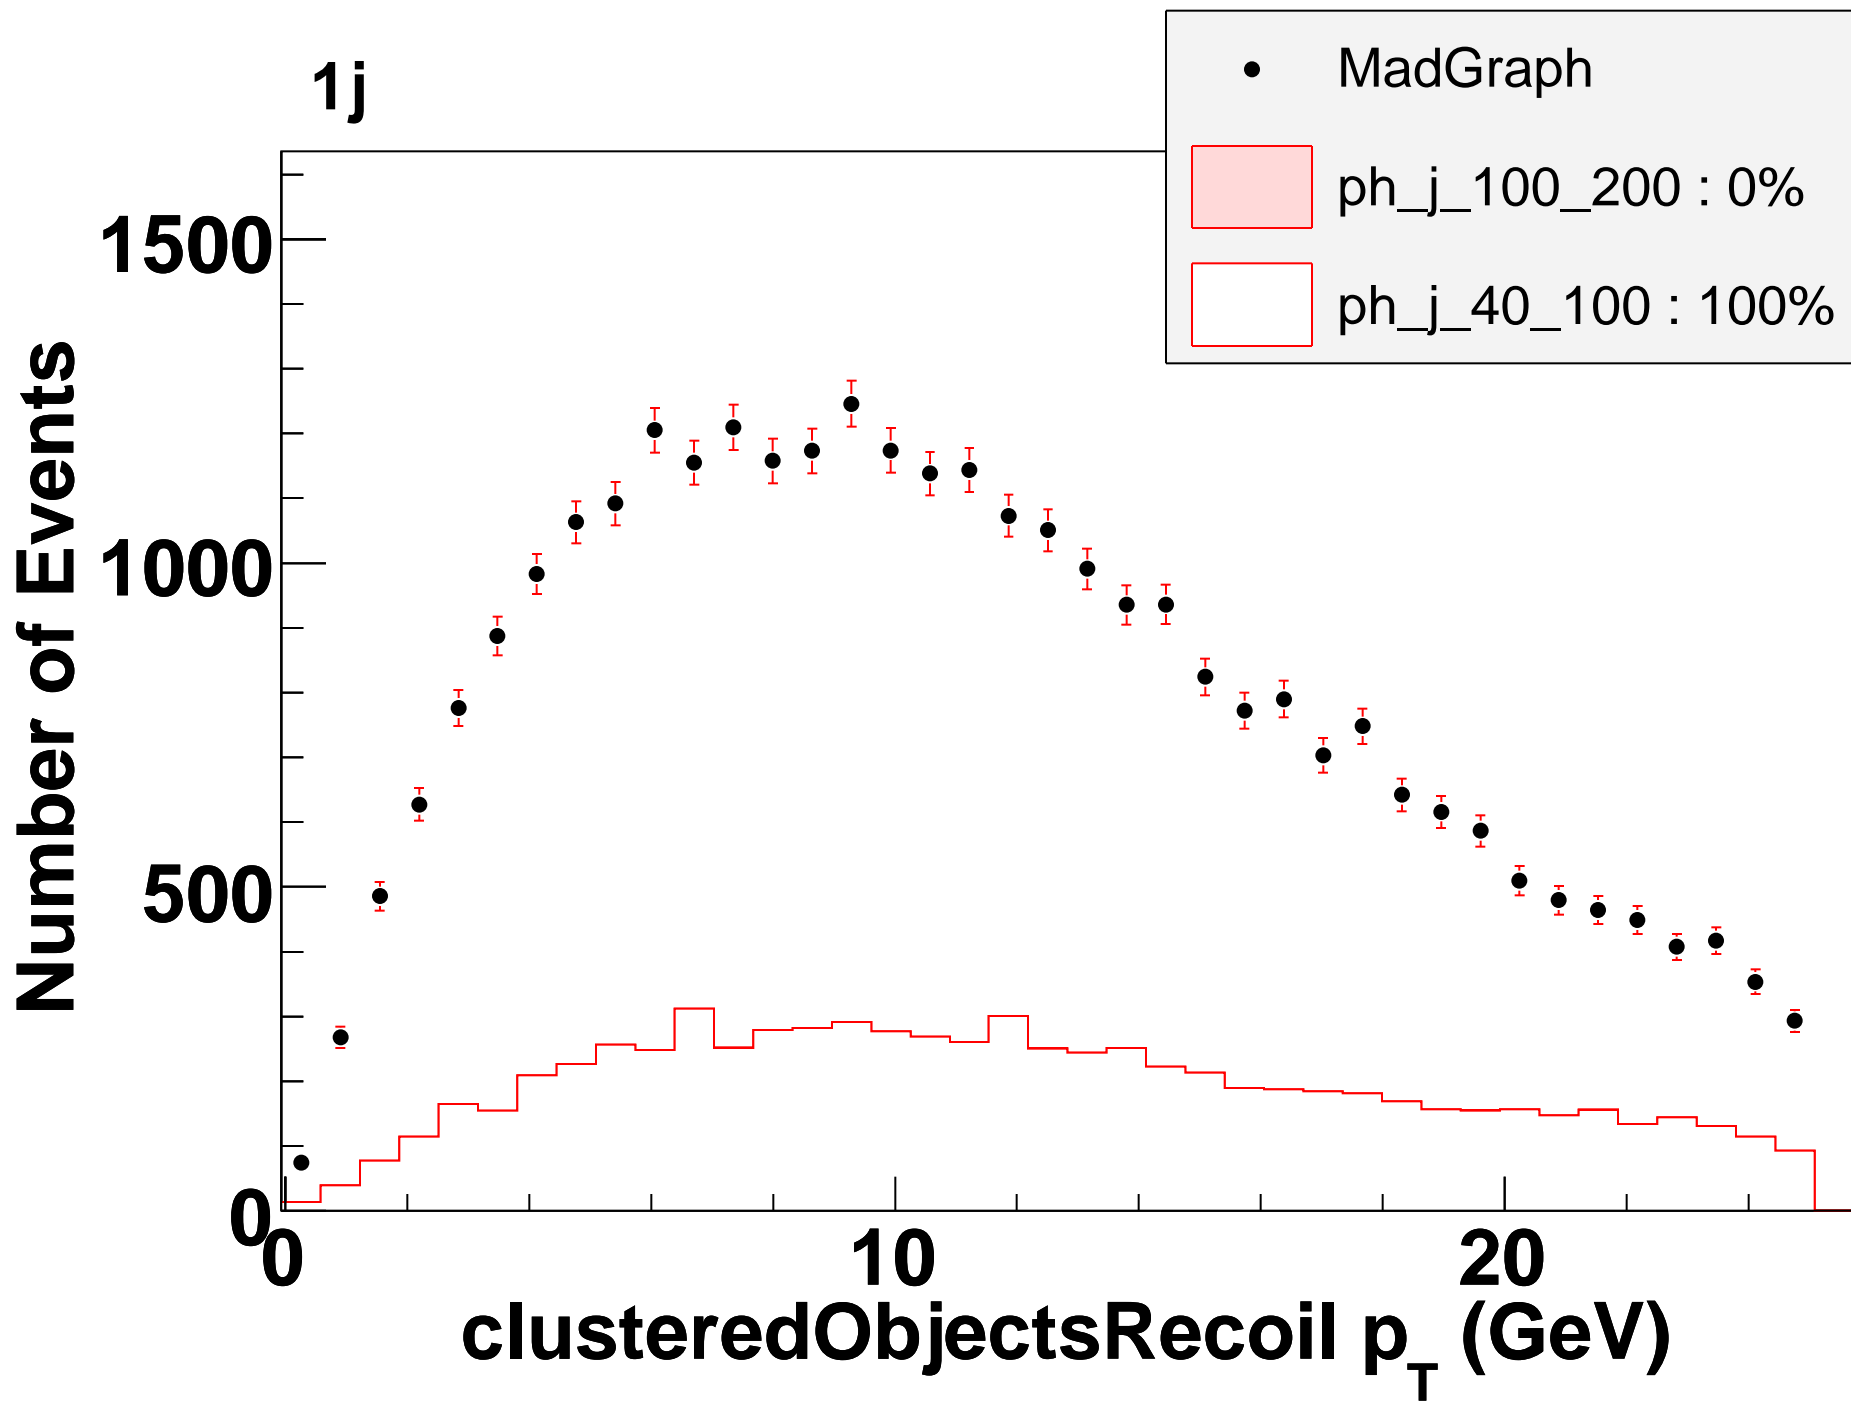 1j
MadGraph
ph_j_100_200 : 0%
ph_j_40_100 : 100%
1500
1000
500
0
Number of Events
0 10 20
clusteredObjectsRecoil p_T (GeV)